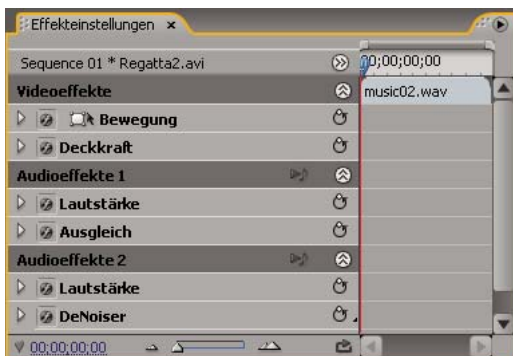 Effekteinstellungen x
Sequence 01 * Regatta2.avi
00;00;00;00
Videoeffekte
music02.wav
Bewegung
Deckkraft
Audioeffekte 1
Lautstärke
Ausgleich
Audioeffekte 2
Lautstärke
DeNoiser
00;00;00;00